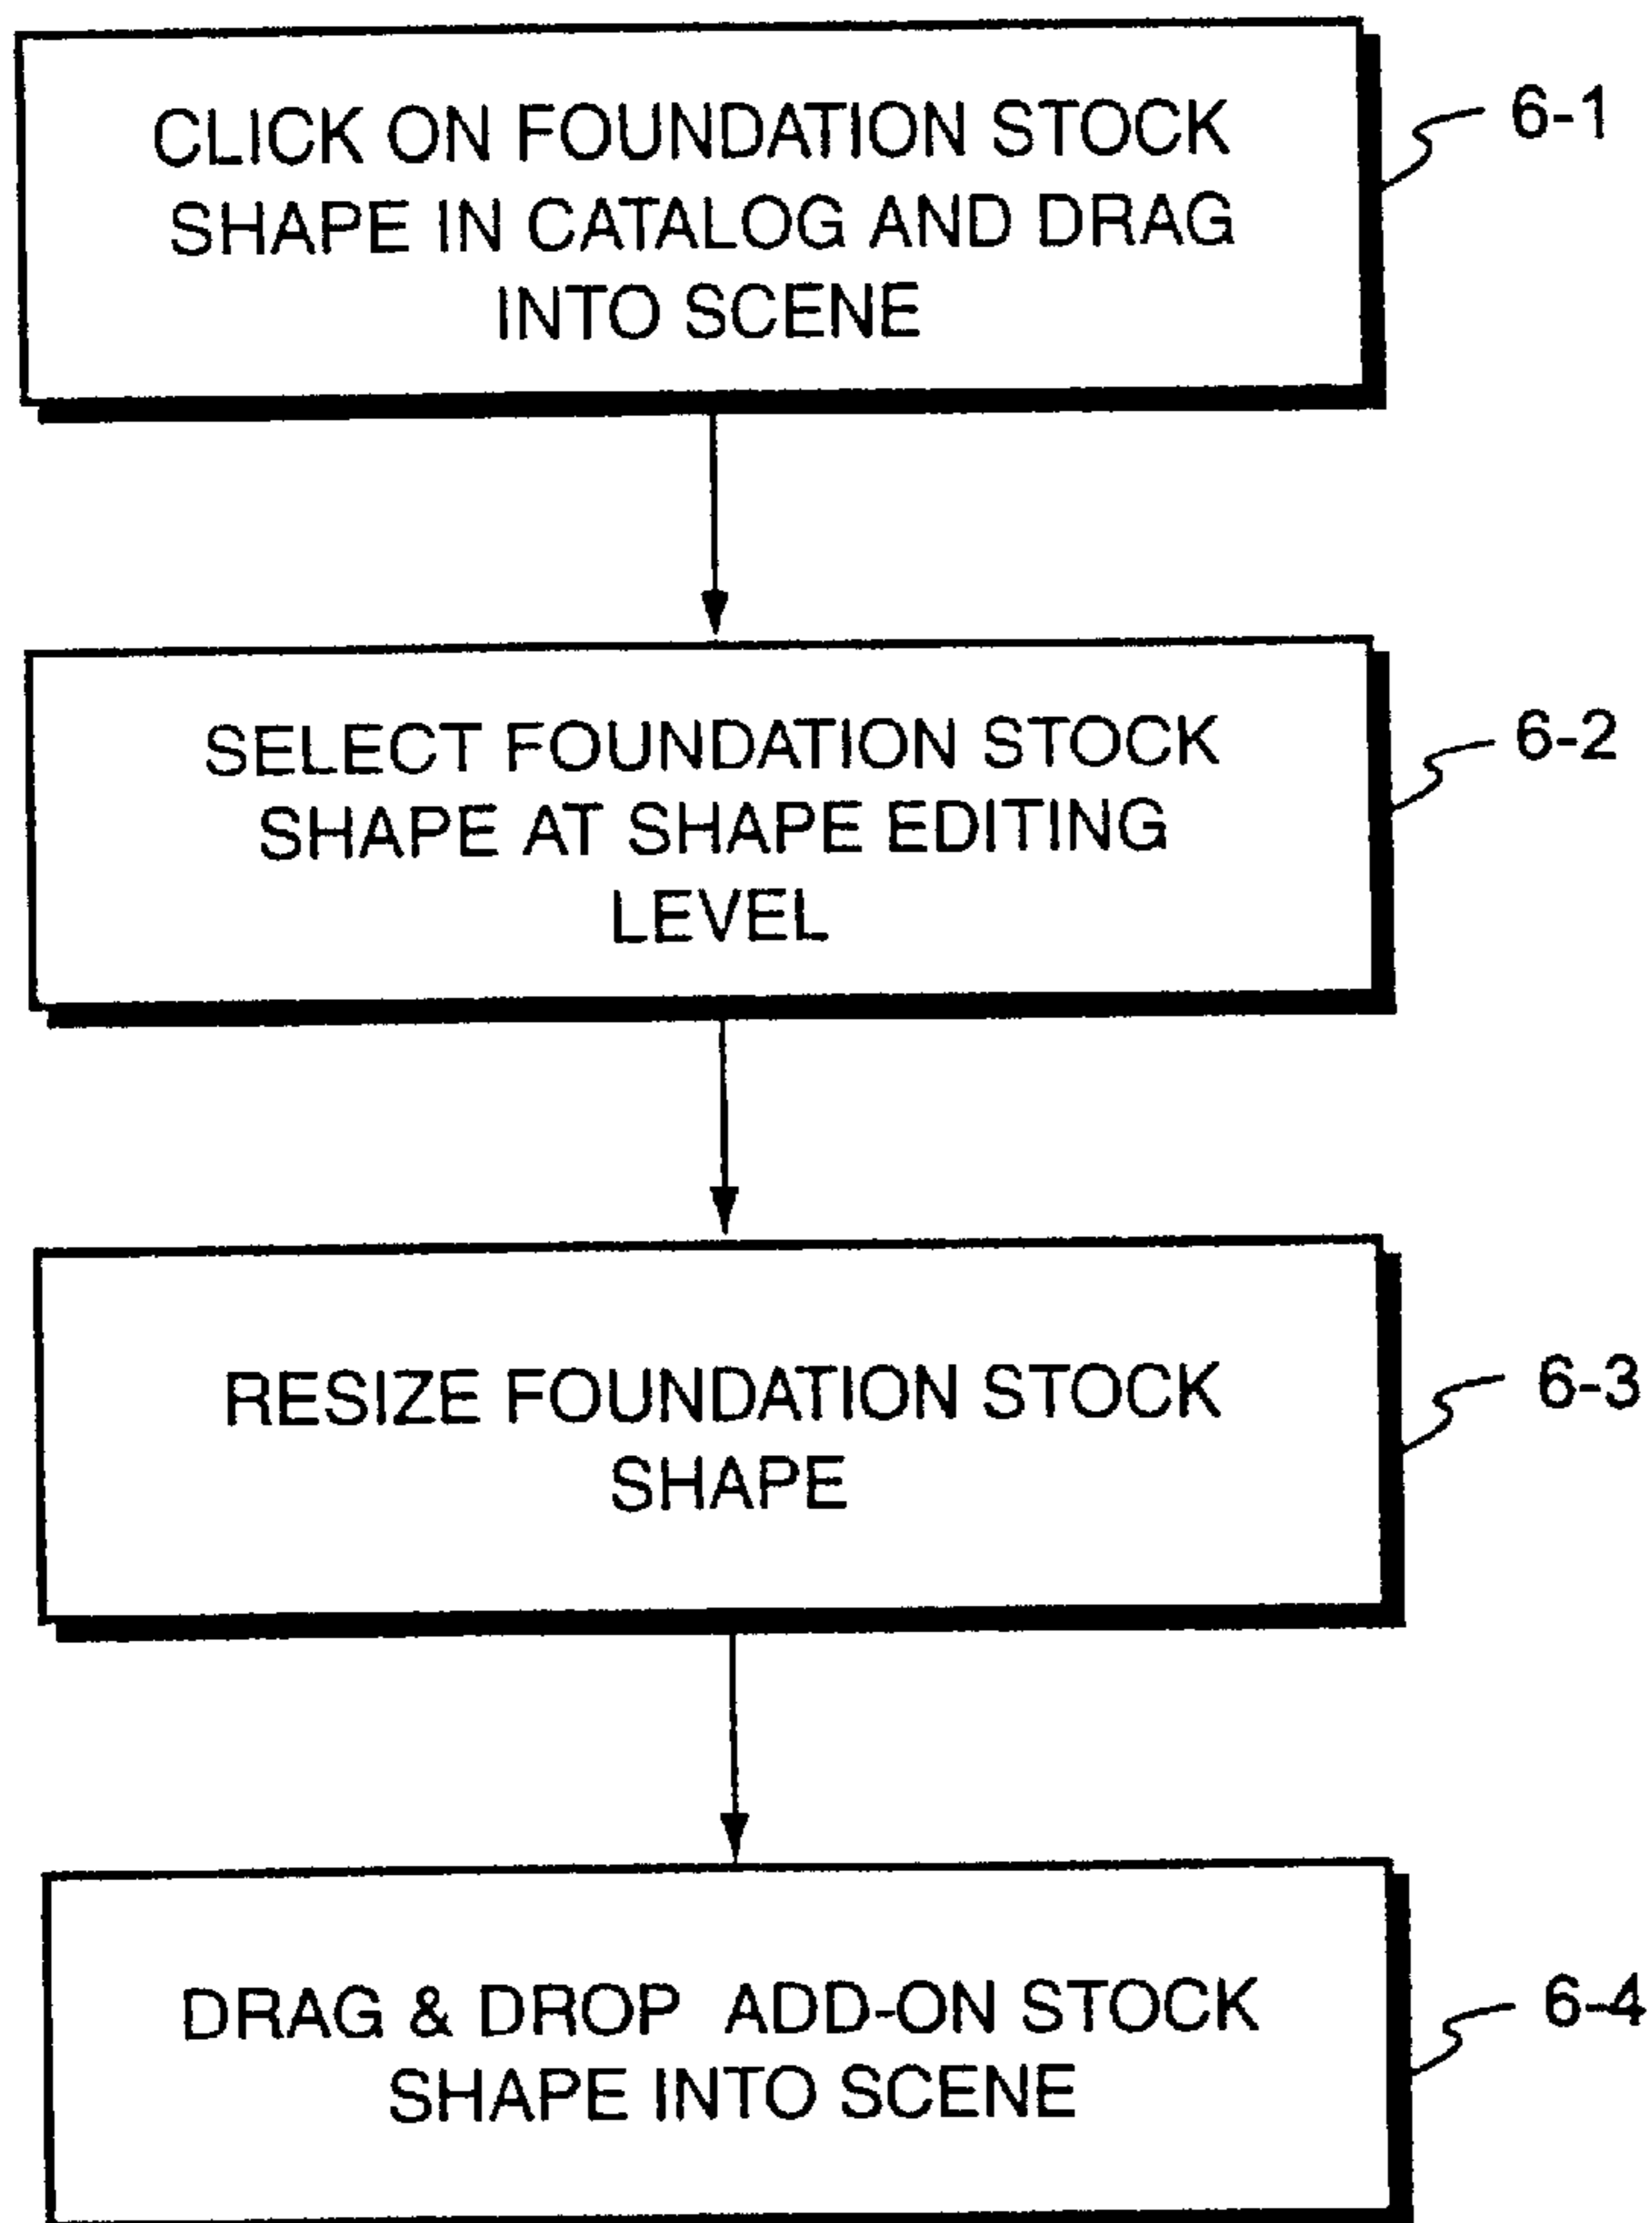 CLICK ON FOUNDATION STOCK
SHAPE IN CATALOG AND DRAG
INTO SCENE
6-1
SELECT FOUNDATION STOCK
SHAPE AT SHAPE EDITING
LEVEL
6-2
RESIZE FOUNDATION STOCK
SHAPE
6-3
DRAG & DROP ADD-ON STOCK
SHAPE INTO SCENE
6-4